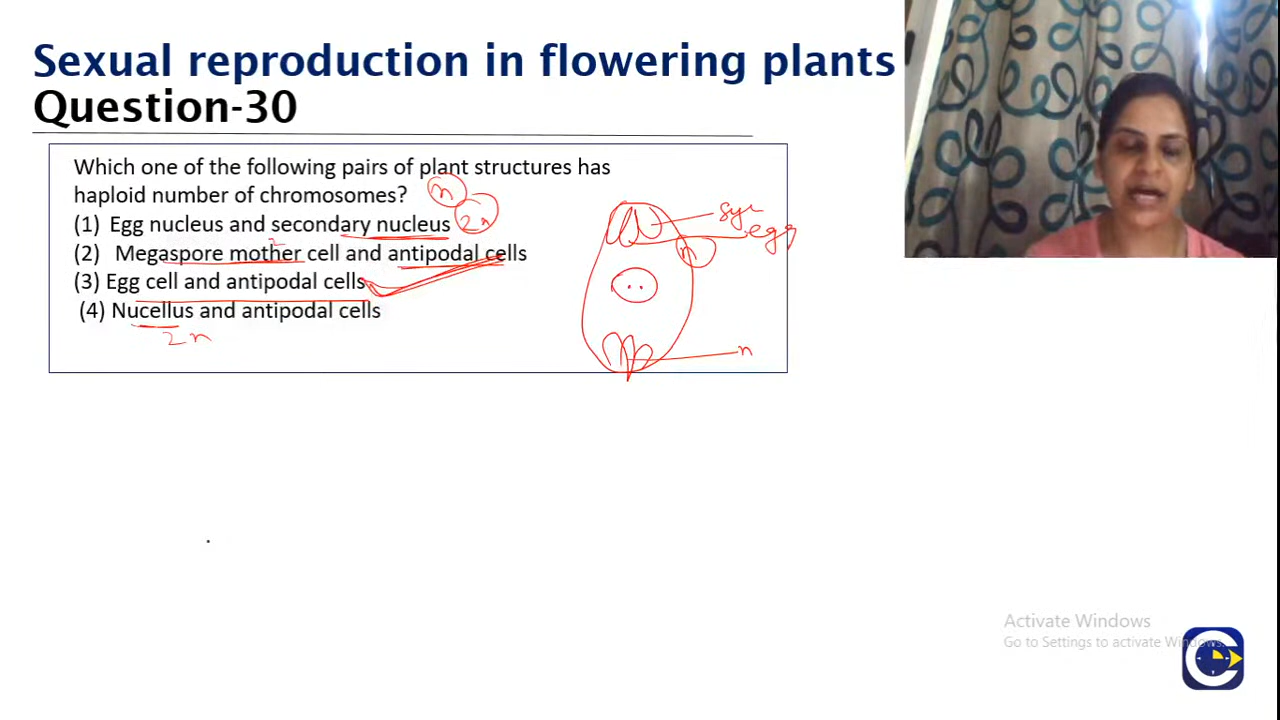 Sexual reproduction in flowering plants
Question-30
Which one of the following pairs of plant structures has
haploid number of chromosomes?
n
(1) Egg nucleus and secondary nucleus
2n
(2) Megaspore mother cell and antipodal cells
(3) Egg cell and antipodal cells
(4) Nucellus and antipodal cells
2n
egg
n
n
Activate Windows
Go to Settings to activate Windows.